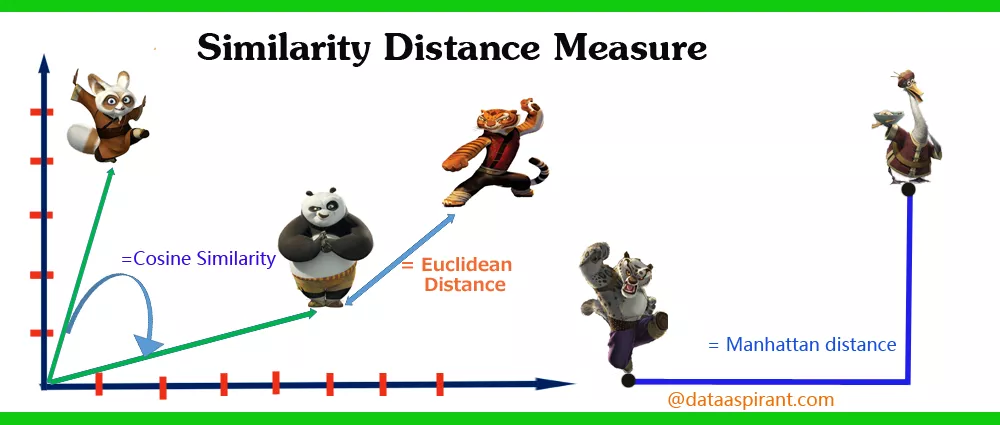 Similarity Distance Measure
=Cosine Similarity
= Euclidean
Distance
= Manhattan distance
@dataaspirant.com